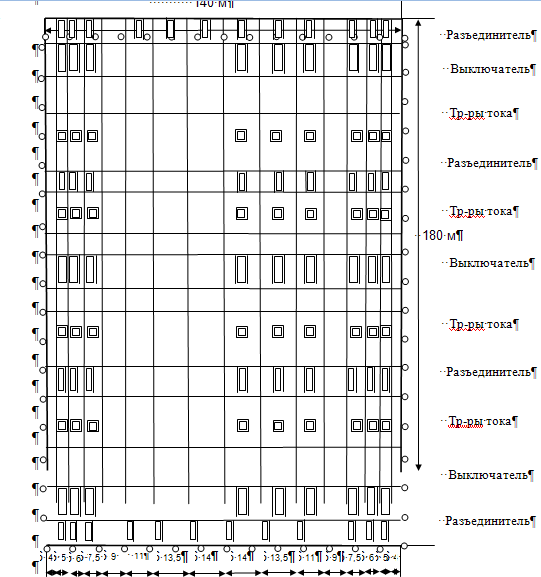 140 м¶
Разъединитель¶
Выключатель¶
Тр-ры тока¶
Разъединитель¶
Тр-ры тока¶
180 м¶
Выключатель¶
Тр-ры тока¶
Разъединитель¶
Тр-ры тока¶
Выключатель¶
Разъединитель¶
4 5 6 7,5 9 11¶ 13,5¶ 14¶ 14¶ 13,5¶ 11¶ 9¶ 7,5 6 5